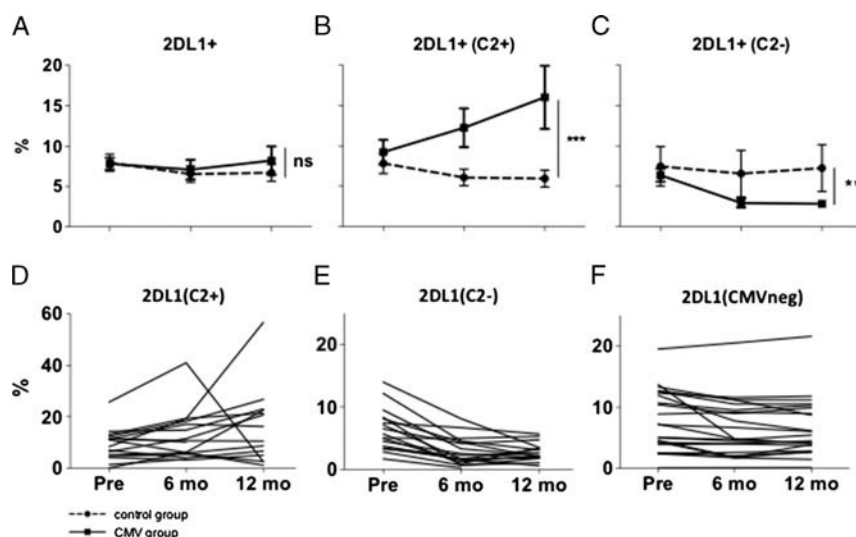 A
2DL1+
B
2DL1+ (C2+)
C
2DL1+ (C2-)
%
20
15
10
5
0
ns
***
**
D
2DL1(C2+)
E
2DL1(C2-)
F
2DL1(CMVneg)
%
60
40
20
0
20
10
0
20
10
0
Pre 6 mo 12 mo
Pre 6 mo 12 mo
Pre 6 mo 12 mo
control group
CMV group